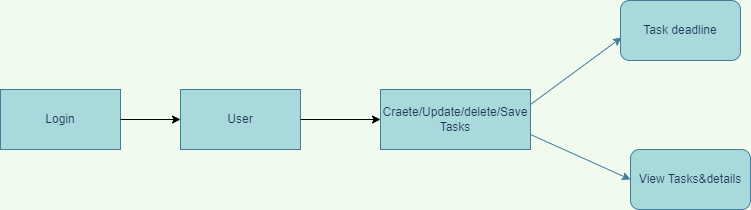 Task deadline
Login
User
Craete/Update/delete/Save
Tasks
View Tasks&details